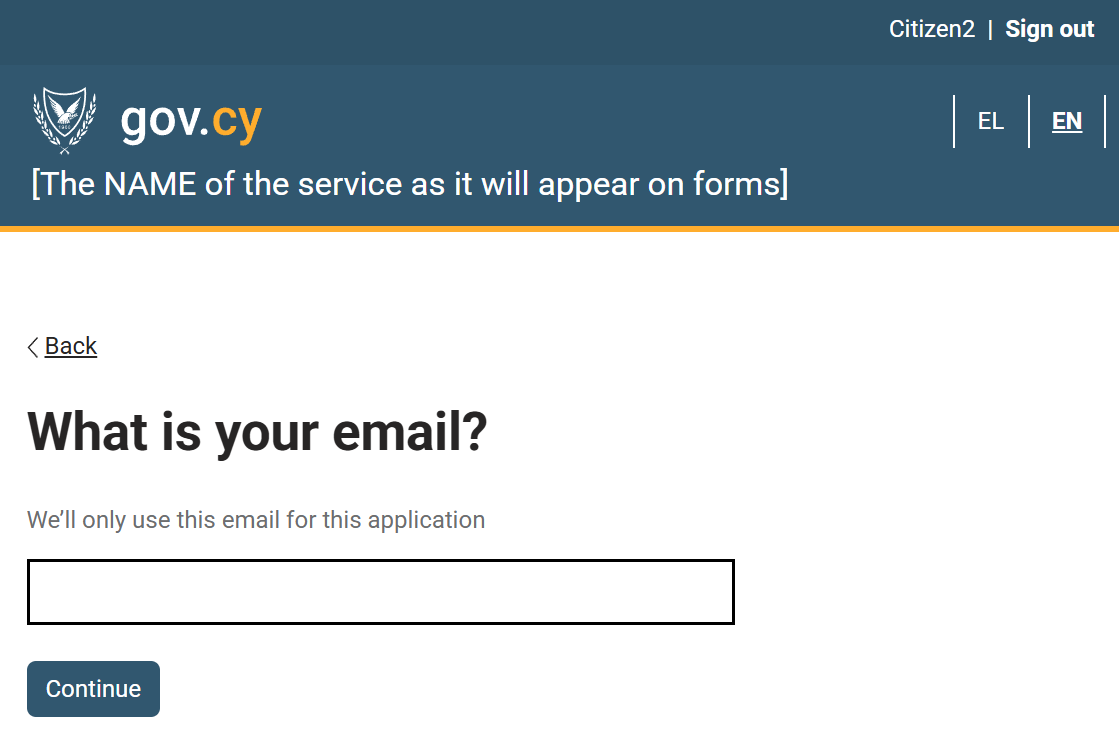 Citizen2 | Sign out
gov.cy
EL | EN
[The NAME of the service as it will appear on forms]
Back
What is your email?
We’ll only use this email for this application
Continue